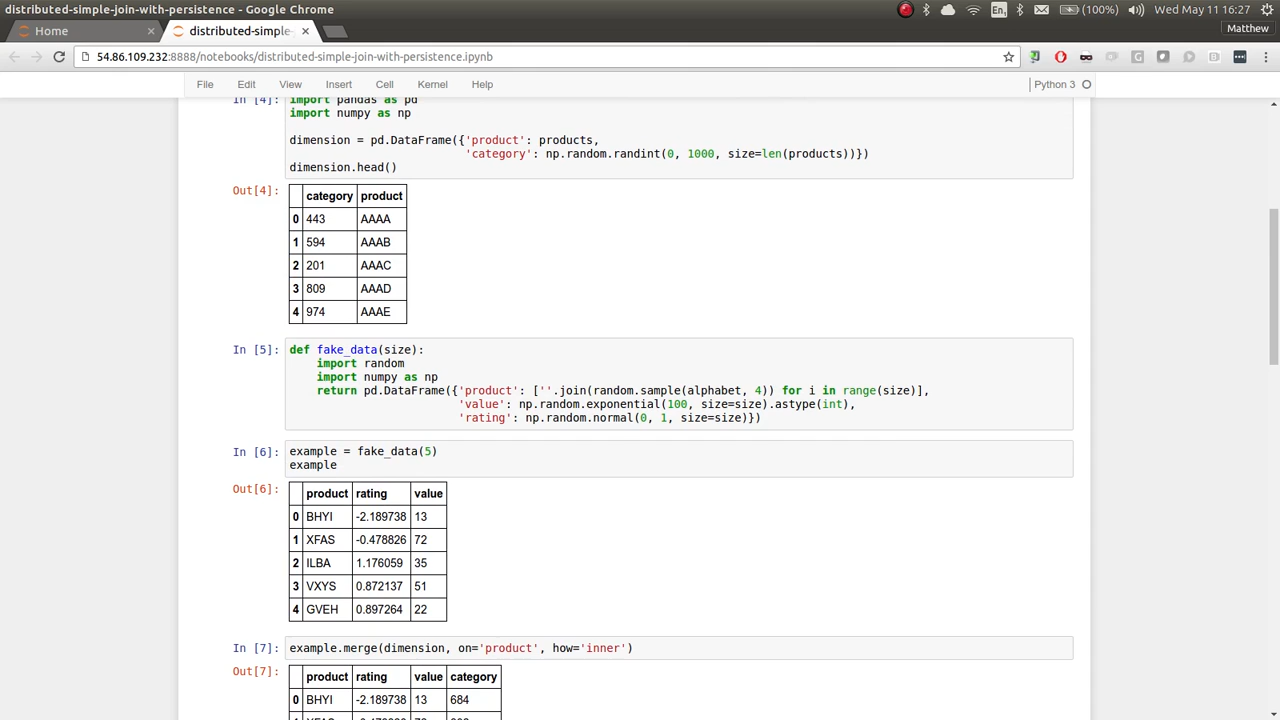 distributed-simple-join-with-persistence - Google Chrome
En₁ (100%) Wed May 11 16:27
Home × distributed-simple- ×
Matthew
54.86.109.232:8888/notebooks/distributed-simple-join-with-persistence.ipynb
File Edit View Insert Cell Kernel Help
Python 3
In [4]: import pandas as pd
import numpy as np
dimension = pd.DataFrame({'product': products,
'category': np.random.randint(0, 1000, size=len(products))})
dimension.head()
Out[4]:
category product
0 443 AAAA
1 594 AAAB
2 201 AAAC
3 809 AAAD
4 974 AAAE
In [5]: def fake_data(size):
import random
import numpy as np
return pd.DataFrame({'product': [''.join(random.sample(alphabet, 4)) for i in range(size)],
'value': np.random.exponential(100, size=size).astype(int),
'rating': np.random.normal(0, 1, size=size)})
In [6]: example = fake_data(5)
example
Out[6]:
product rating value
0 BHYI -2.189738 13
1 XFAS -0.478826 72
2 ILBA 1.176059 35
3 VXYS 0.872137 51
4 GVEH 0.897264 22
In [7]: example.merge(dimension, on='product', how='inner')
Out[7]:
product rating value category
0 BHYI -2.189738 13 684